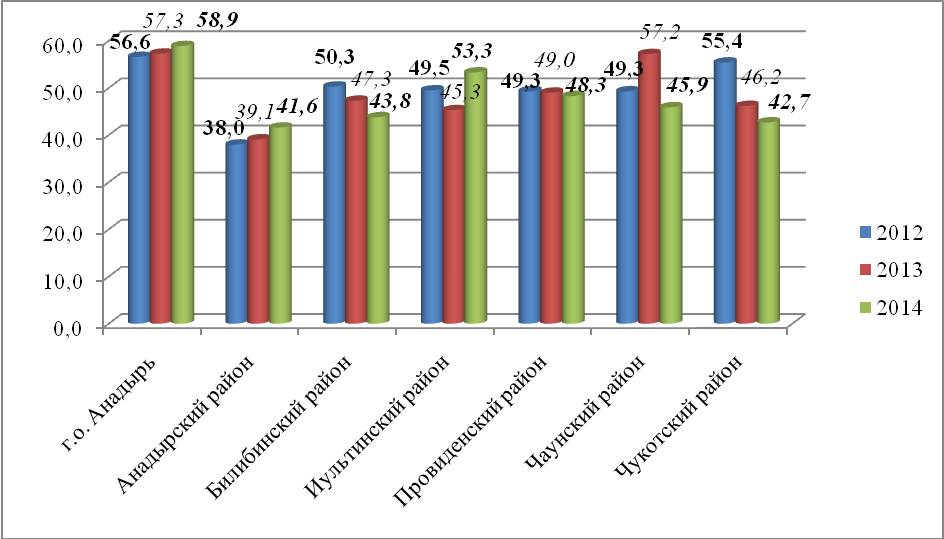 60,0
50,0
40,0
30,0
20,0
10,0
0,0
56,6 57,3 58,9
38,0 39,1 41,6
50,3 47,3 43,8
49,5 45,3 53,3
49,3 49,0 48,3
49,3 57,2 45,9
55,4 46,2 42,7
г.о. Анадырь
Анадырский район
Билибинский район
Иультинский район
Провиденский район
Чаунский район
Чукотский район
2012
2013
2014